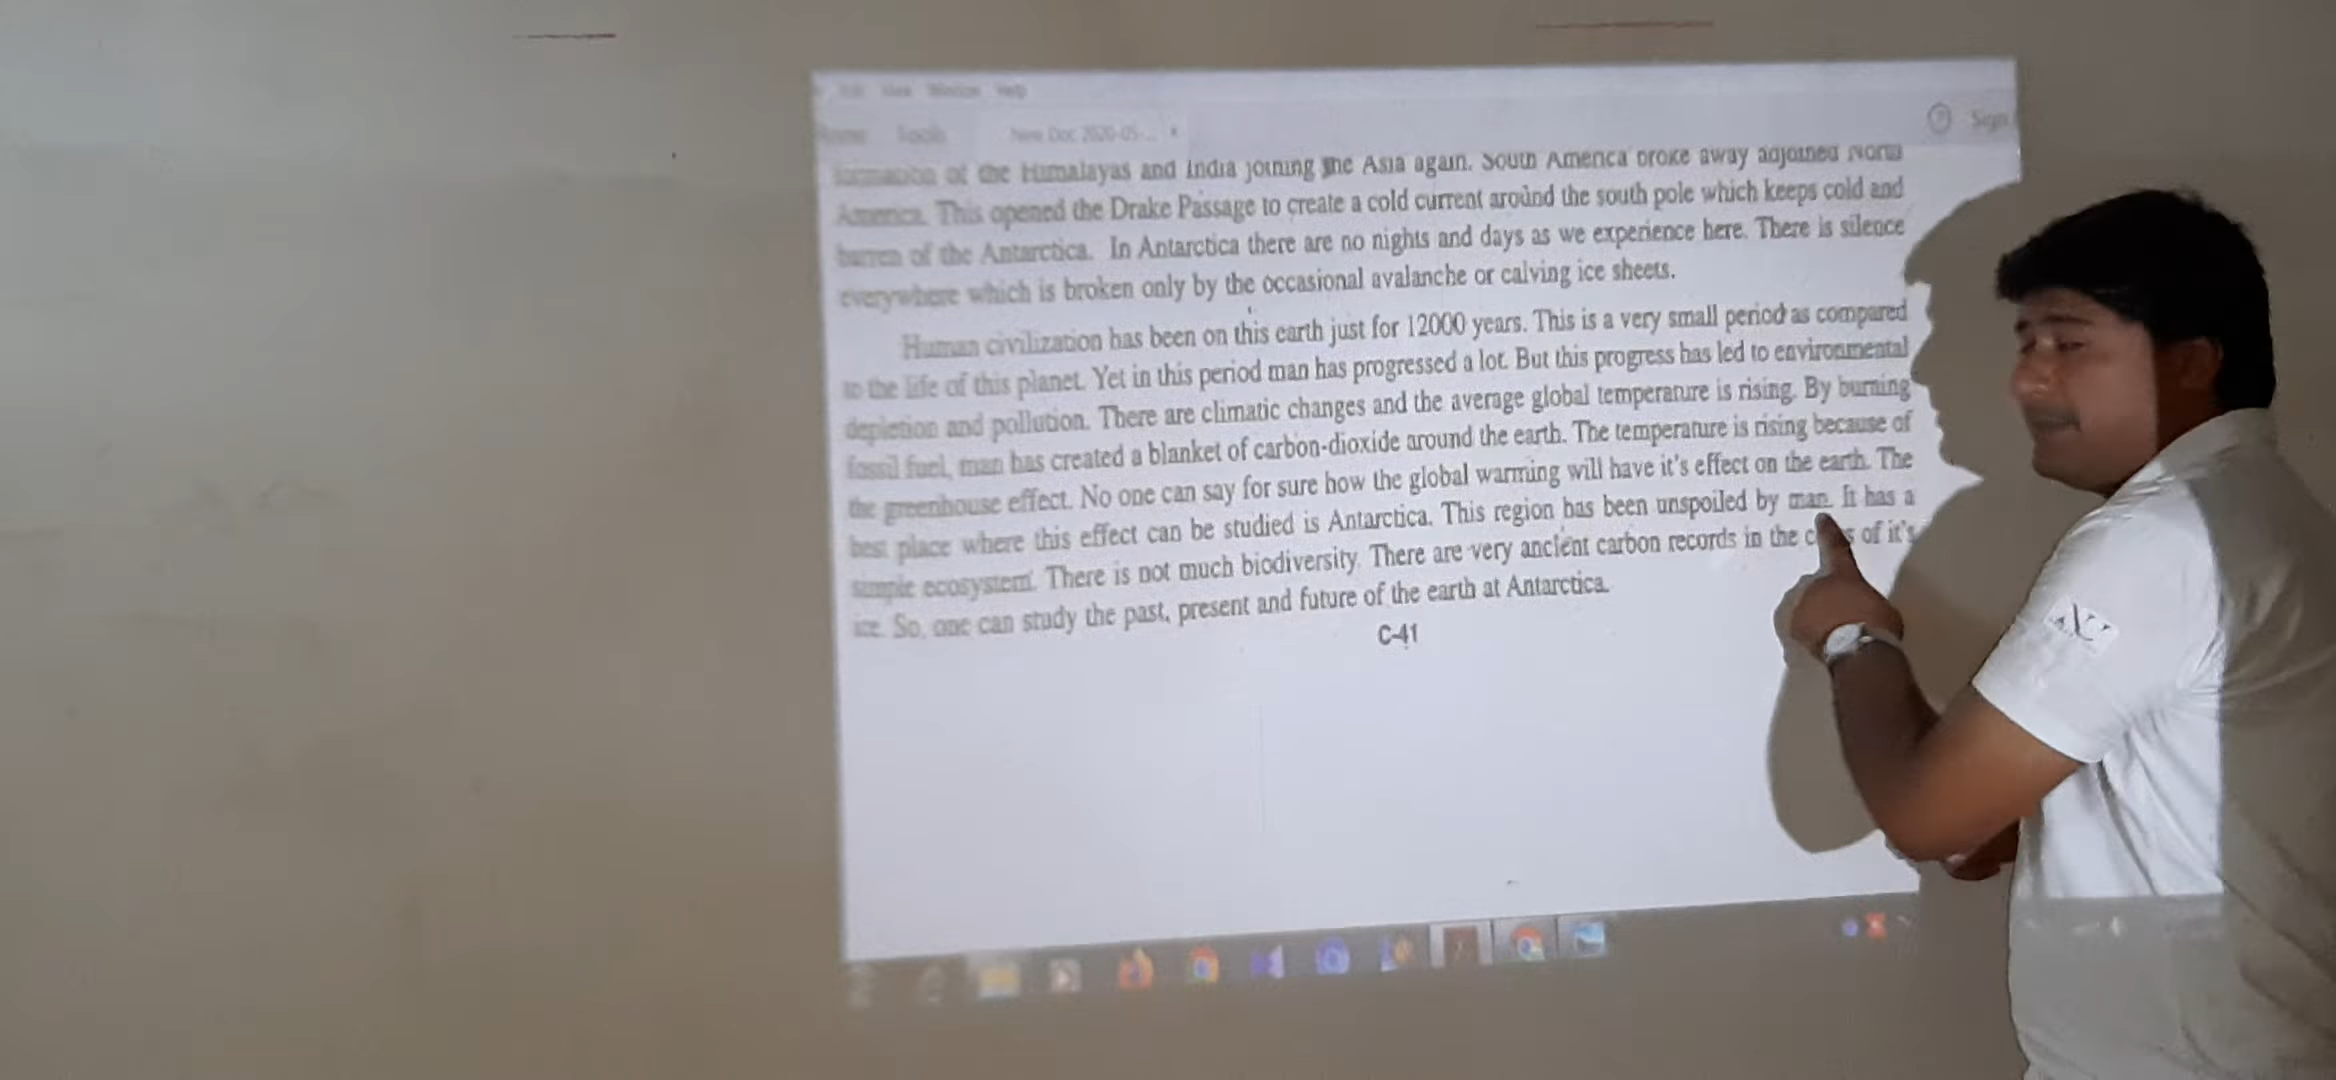 Edit View Window Help
Home Tools New Doc 2020-05-...
Sign
formation of the Himalayas and India joining the Asia again. South America broke away adjoined North
America. This opened the Drake Passage to create a cold current around the south pole which keeps cold and
barren of the Antarctica. In Antarctica there are no nights and days as we experience here. There is silence
everywhere which is broken only by the occasional avalanche or calving ice sheets.
Human civilization has been on this earth just for 12000 years. This is a very small period as compared
to the life of this planet. Yet in this period man has progressed a lot. But this progress has led to environmental
depletion and pollution. There are climatic changes and the average global temperature is rising. By burning
fossil fuel, man has created a blanket of carbon-dioxide around the earth. The temperature is rising because of
the greenhouse effect. No one can say for sure how the global warming will have it's effect on the earth. The
best place where this effect can be studied is Antarctica. This region has been unspoiled by man. It has a
simple ecosystem. There is not much biodiversity. There are very ancient carbon records in the of it's
ice. So, one can study the past, present and future of the earth at Antarctica.
C-41